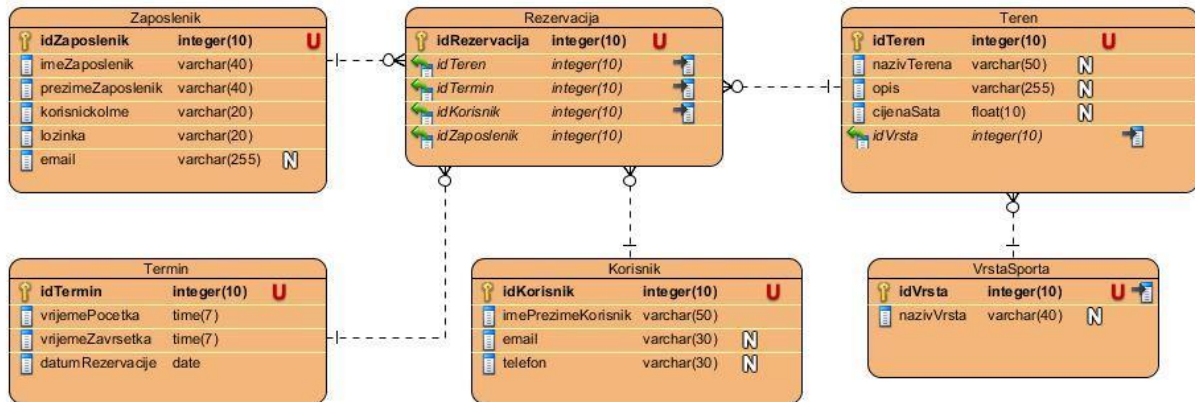 Zaposlenik
idZaposlenik integer(10) U
imeZaposlenik varchar(40)
prezimeZaposlenik varchar(40)
korisnickoIme varchar(20)
lozinka varchar(20)
email varchar(255) N
Rezervacija
idRezervacija integer(10) U
idTeren integer(10)
idTermin integer(10)
idKorisnik integer(10)
idZaposlenik integer(10)
Teren
idTeren integer(10) U
nazivTerena varchar(50) N
opis varchar(255) N
cijenaSata float(10) N
idVrsta integer(10)
Termin
idTermin integer(10) U
vrijemePocetka time(7)
vrijemeZavrsetka time(7)
datumRezervacije date
Korisnik
idKorisnik integer(10) U
imePrezimeKorisnik varchar(50)
email varchar(30) N
telefon varchar(30) N
VrstaSporta
idVrsta integer(10) U
nazivVrsta varchar(40) N